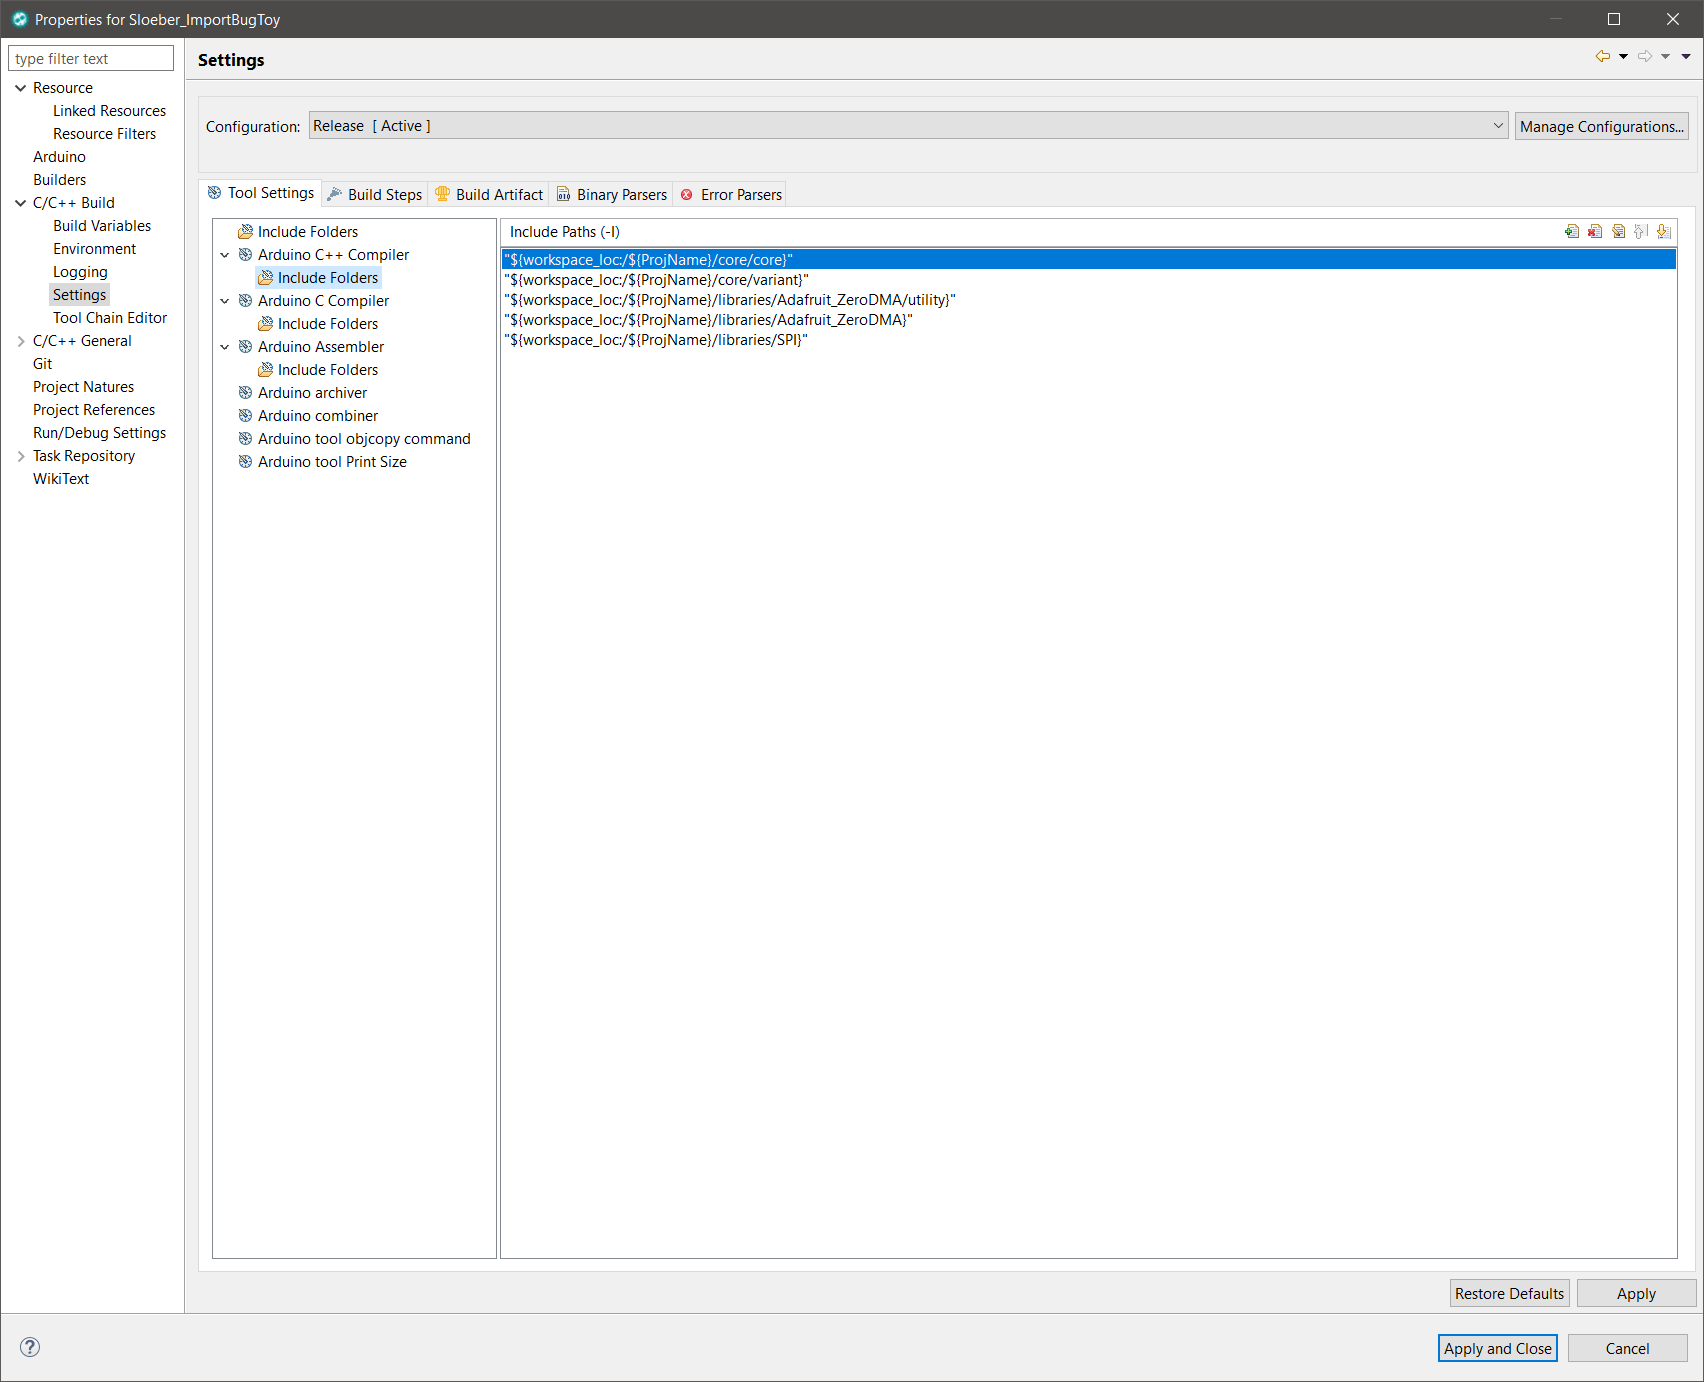 Properties for Sloeber_ImportBugToy
type filter text
Resource
Linked Resources
Resource Filters
Arduino
Builders
C/C++ Build
Build Variables
Environment
Logging
Settings
Tool Chain Editor
C/C++ General
Git
Project Natures
Project References
Run/Debug Settings
Task Repository
WikiText
Settings
Configuration: Release [ Active ] Manage Configurations...
Tool Settings Build Steps Build Artifact Binary Parsers Error Parsers
Include Folders
Arduino C++ Compiler
Include Folders
Arduino C Compiler
Include Folders
Arduino Assembler
Include Folders
Arduino archiver
Arduino combiner
Arduino tool objcopy command
Arduino tool Print Size
Include Paths (-I)
"${workspace_loc:/${ProjName}/core/core}"
"${workspace_loc:/${ProjName}/core/variant}"
"${workspace_loc:/${ProjName}/libraries/Adafruit_ZeroDMA/utility}"
"${workspace_loc:/${ProjName}/libraries/Adafruit_ZeroDMA}"
"${workspace_loc:/${ProjName}/libraries/SPI}"
Restore Defaults Apply
? Apply and Close Cancel